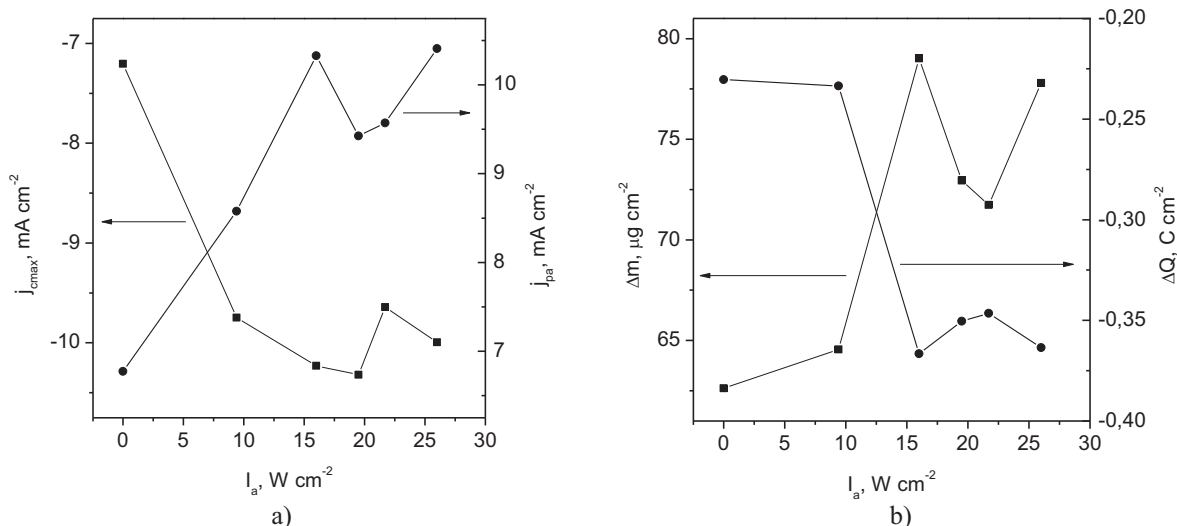 -7
-8
-9
-10
j_cmax, mA cm^-2
10
9
8
7
j_pa, mA cm^-2
0 5 10 15 20 25 30
I_a, W cm^-2
a)
80
75
70
65
Δm, μg cm^-2
-0,20
-0,25
-0,30
-0,35
-0,40
ΔQ, C cm^-2
0 5 10 15 20 25 30
I_a, W cm^-2
b)